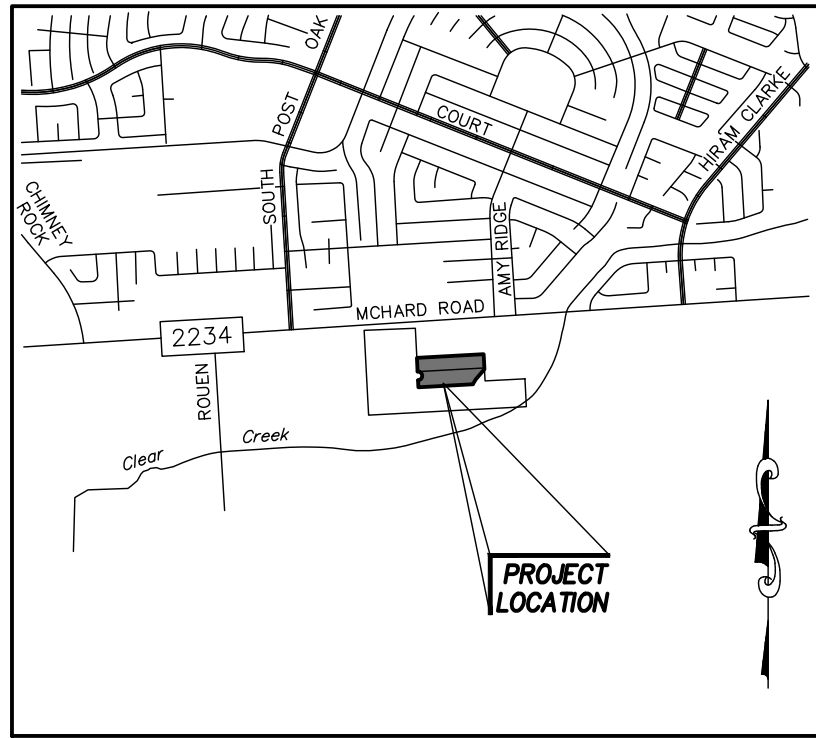 OAK
POST
SOUTH
COURT
HIRAM CLARKE
CHIMNEY
ROCK
AMY RIDGE
MCHARD ROAD
2234
ROUEN
Clear
Creek
PROJECT
LOCATION